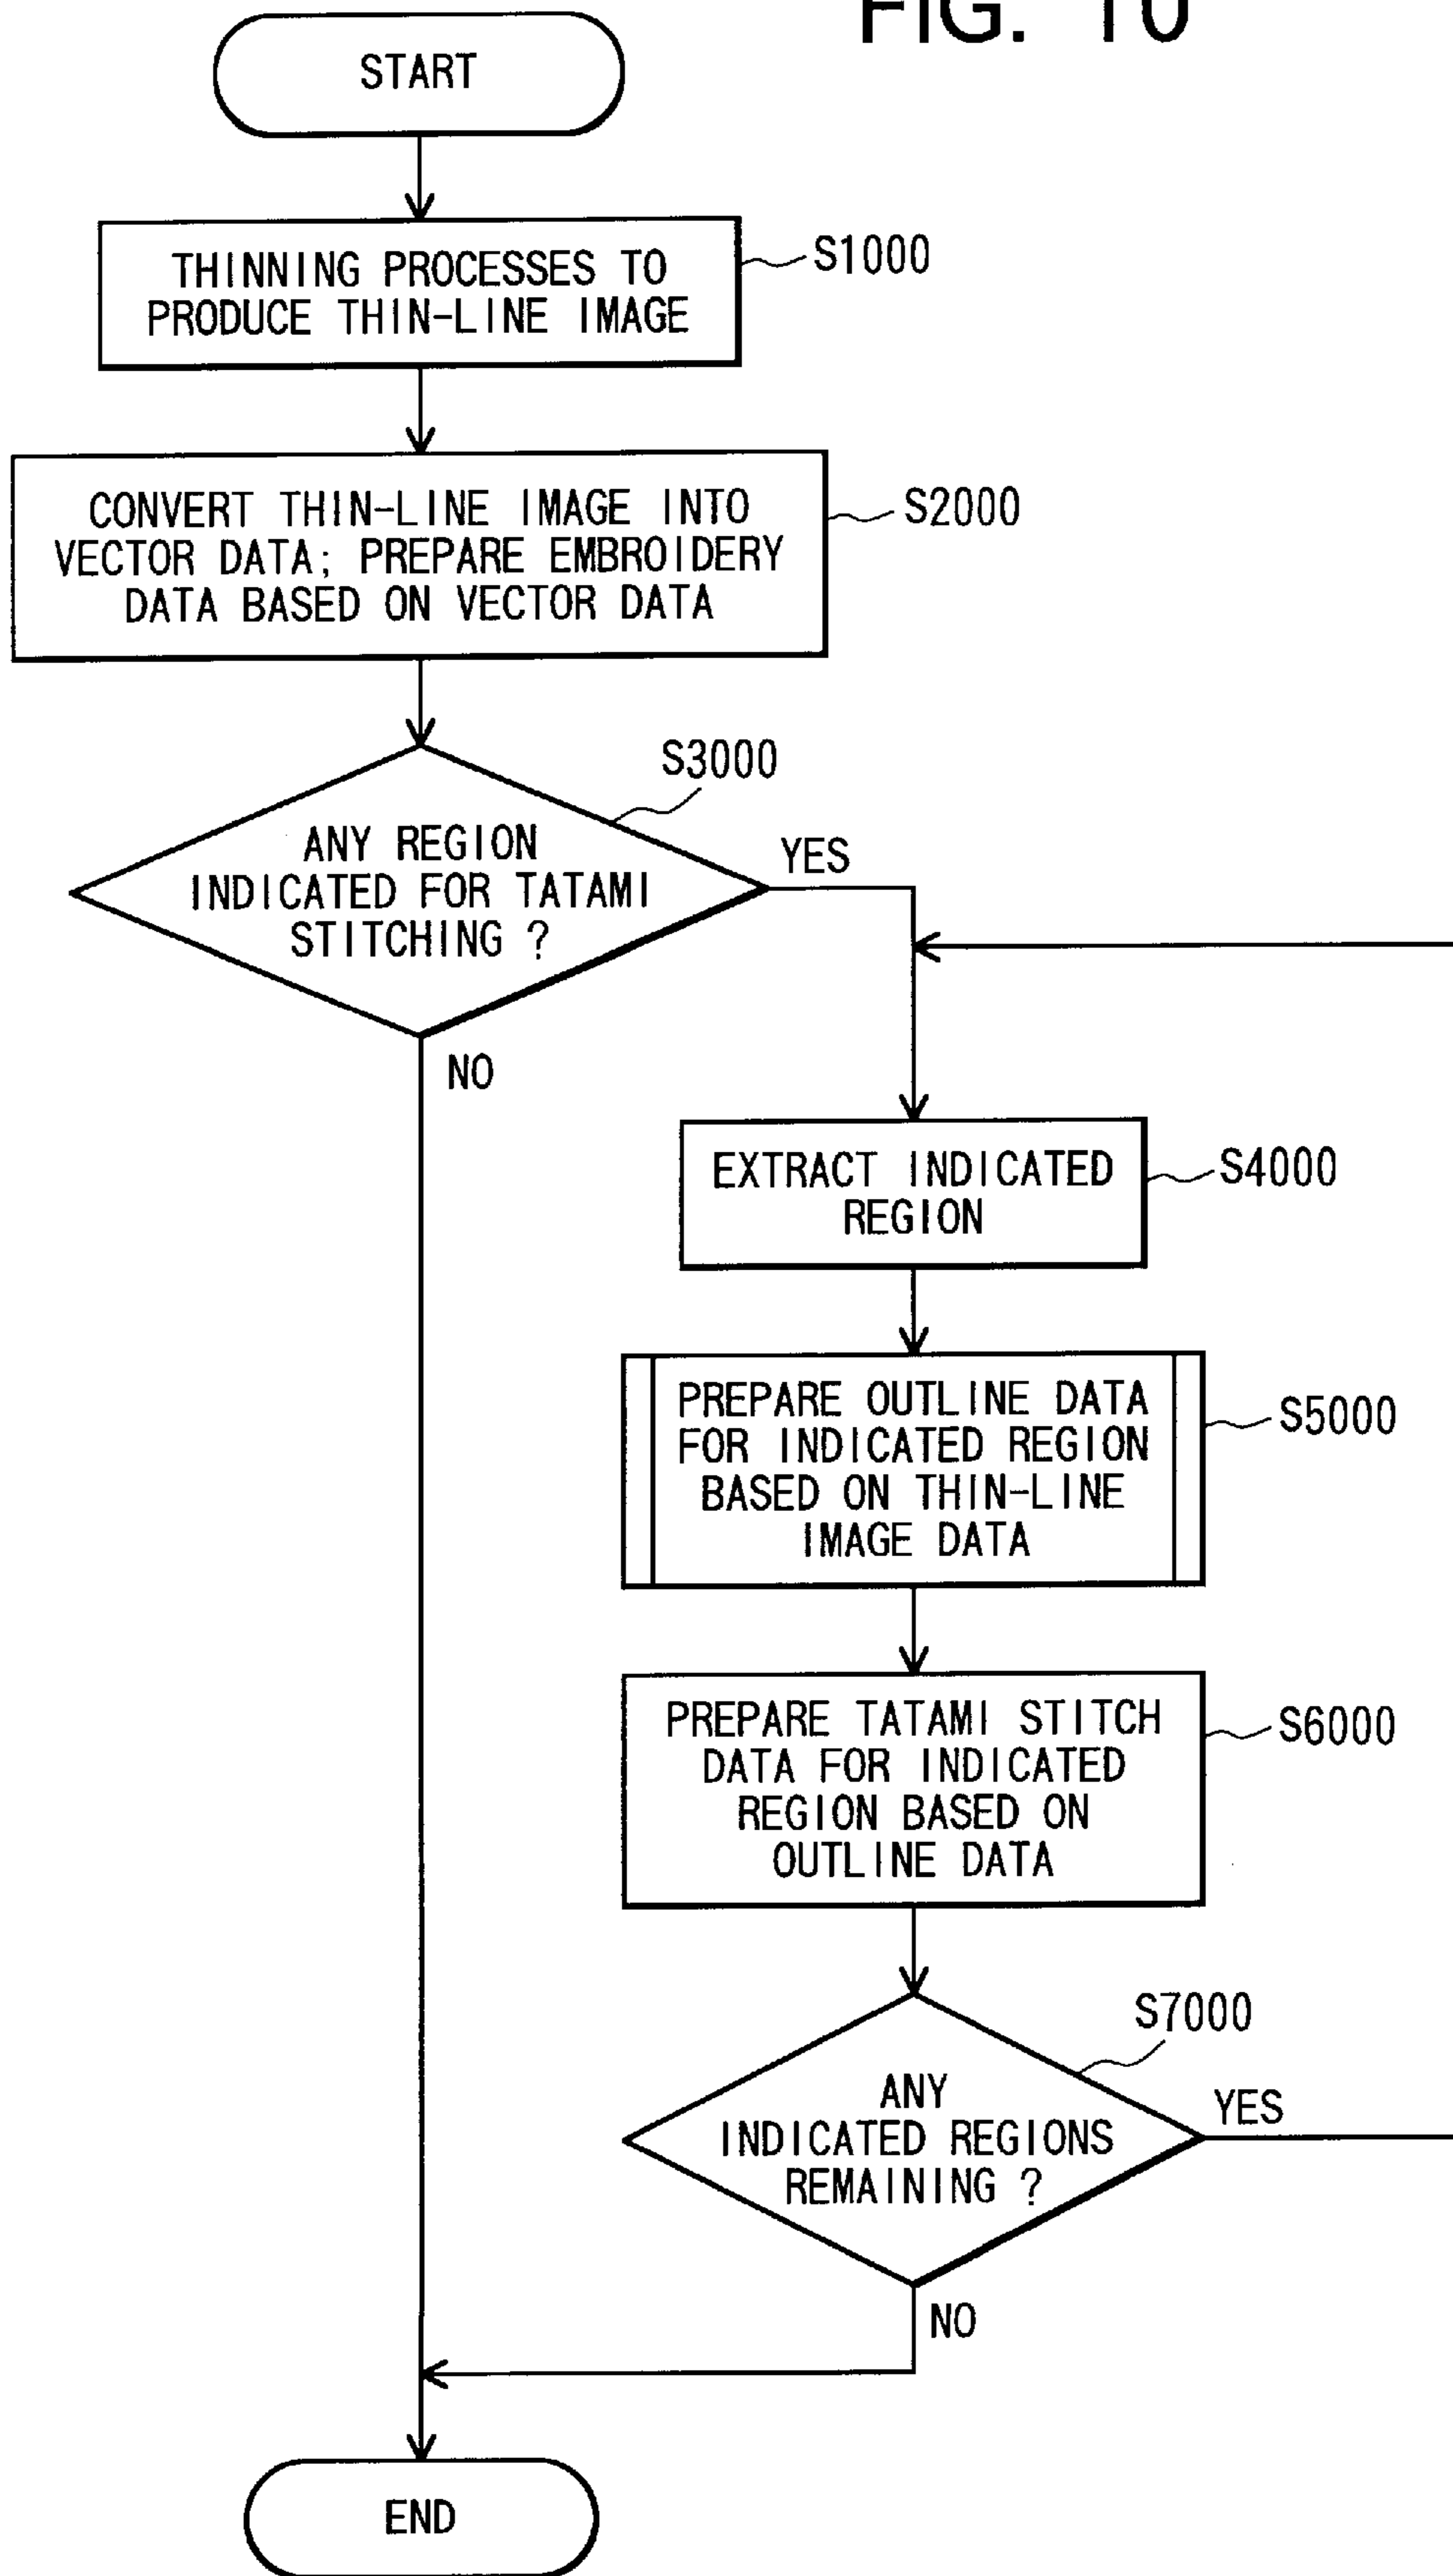 FIG. 10
START
THINNING PROCESSES TO
PRODUCE THIN-LINE IMAGE
S1000
CONVERT THIN-LINE IMAGE INTO
VECTOR DATA; PREPARE EMBROIDERY
DATA BASED ON VECTOR DATA
S2000
S3000
ANY REGION
INDICATED FOR TATAMI
STITCHING ?
YES
NO
EXTRACT INDICATED
REGION
S4000
PREPARE OUTLINE DATA
FOR INDICATED REGION
BASED ON THIN-LINE
IMAGE DATA
S5000
PREPARE TATAMI STITCH
DATA FOR INDICATED
REGION BASED ON
OUTLINE DATA
S6000
S7000
ANY
INDICATED REGIONS
REMAINING ?
YES
NO
END